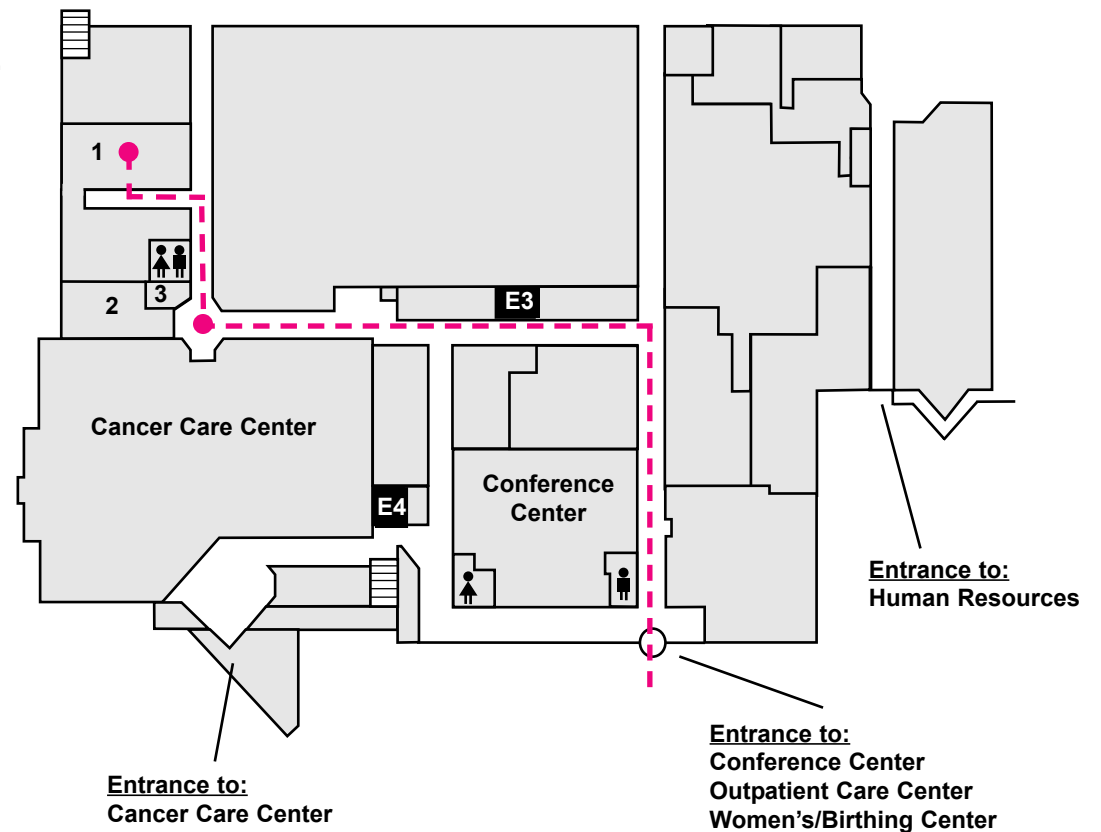 1
3
2
E3
Cancer Care Center
E4
Conference
Center
Entrance to:
Human Resources
Entrance to:
Conference Center
Outpatient Care Center
Women's/Birthing Center
Entrance to:
Cancer Care Center